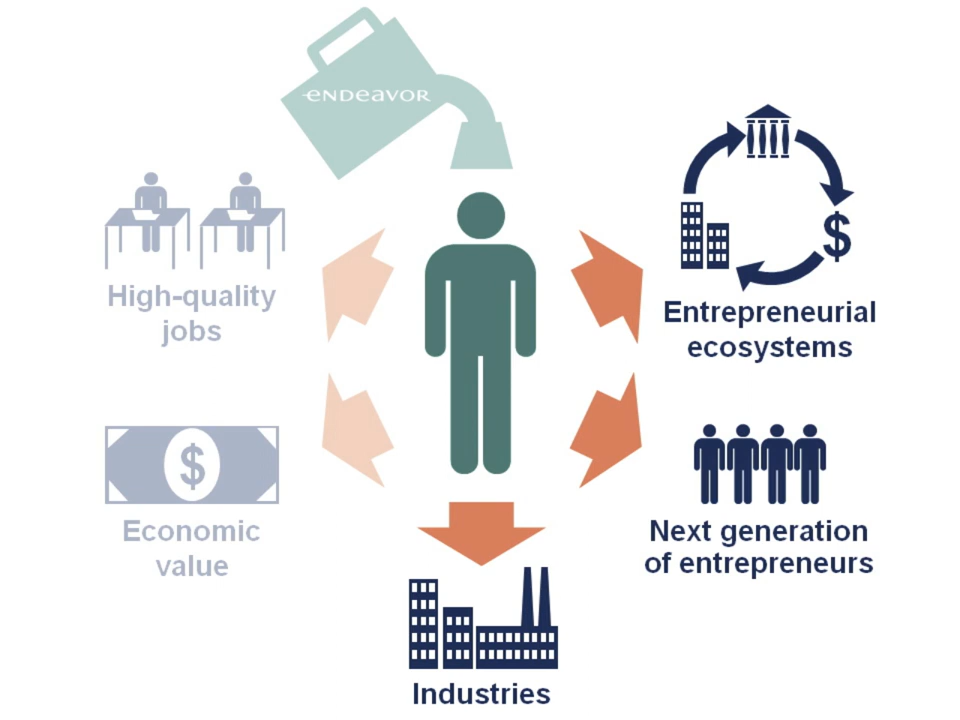 ENDEAVOR
High-quality
jobs
$
Entrepreneurial
ecosystems
$
Economic
value
Next generation
of entrepreneurs
Industries